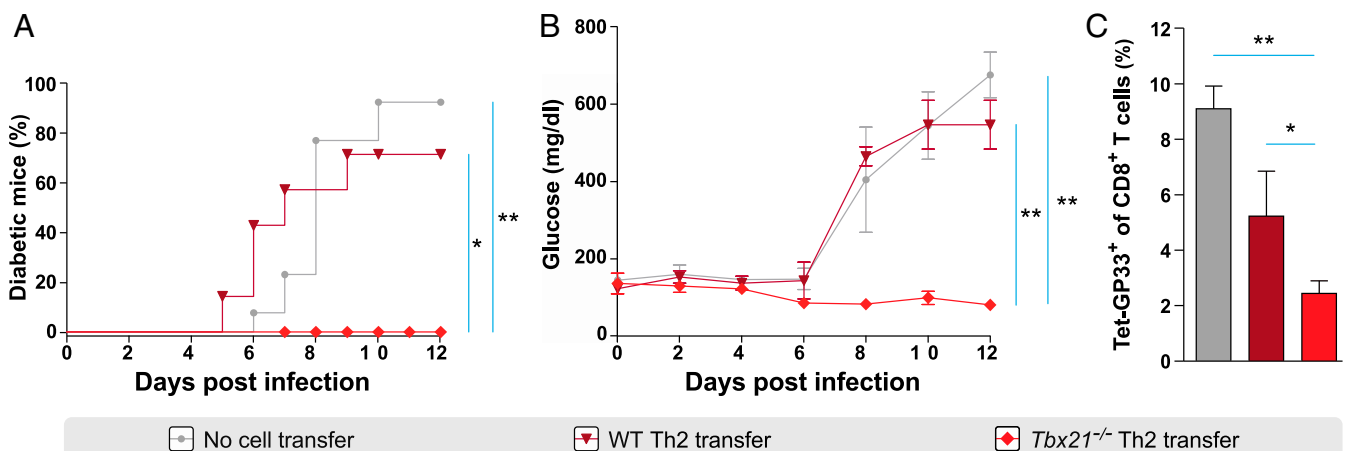 A
Diabetic mice (%)
100
80
60
40
20
0
0 2 4 6 8 1 0 12
Days post infection
*
**
B
Glucose (mg/dl)
800
600
400
200
0
0 2 4 6 8 1 0 12
Days post infection
**
**
C
Tet-GP33+ of CD8+ T cells (%)
12
10
8
6
4
2
0
**
*
No cell transfer
WT Th2 transfer
Tbx21-/- Th2 transfer